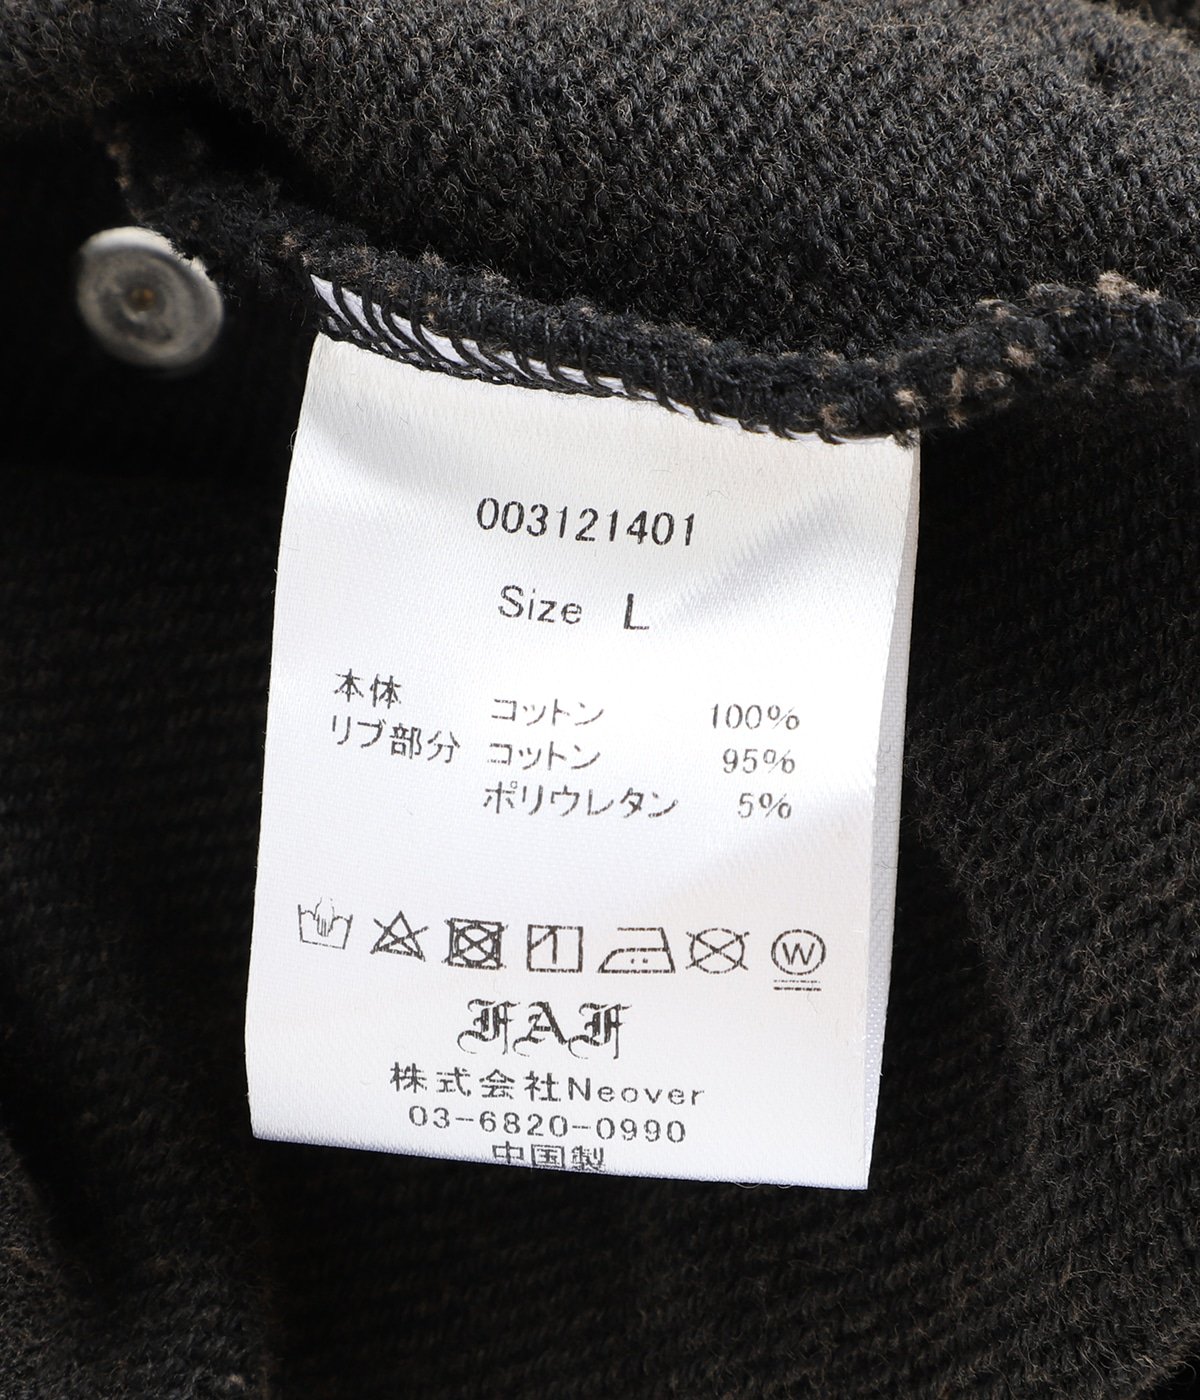 003121401
Size L
本体 コットン 100%
リブ部分 コットン 95%
ポリウレタン 5%
W
FAF
株式会社Neover
03-6820-0990
中国製